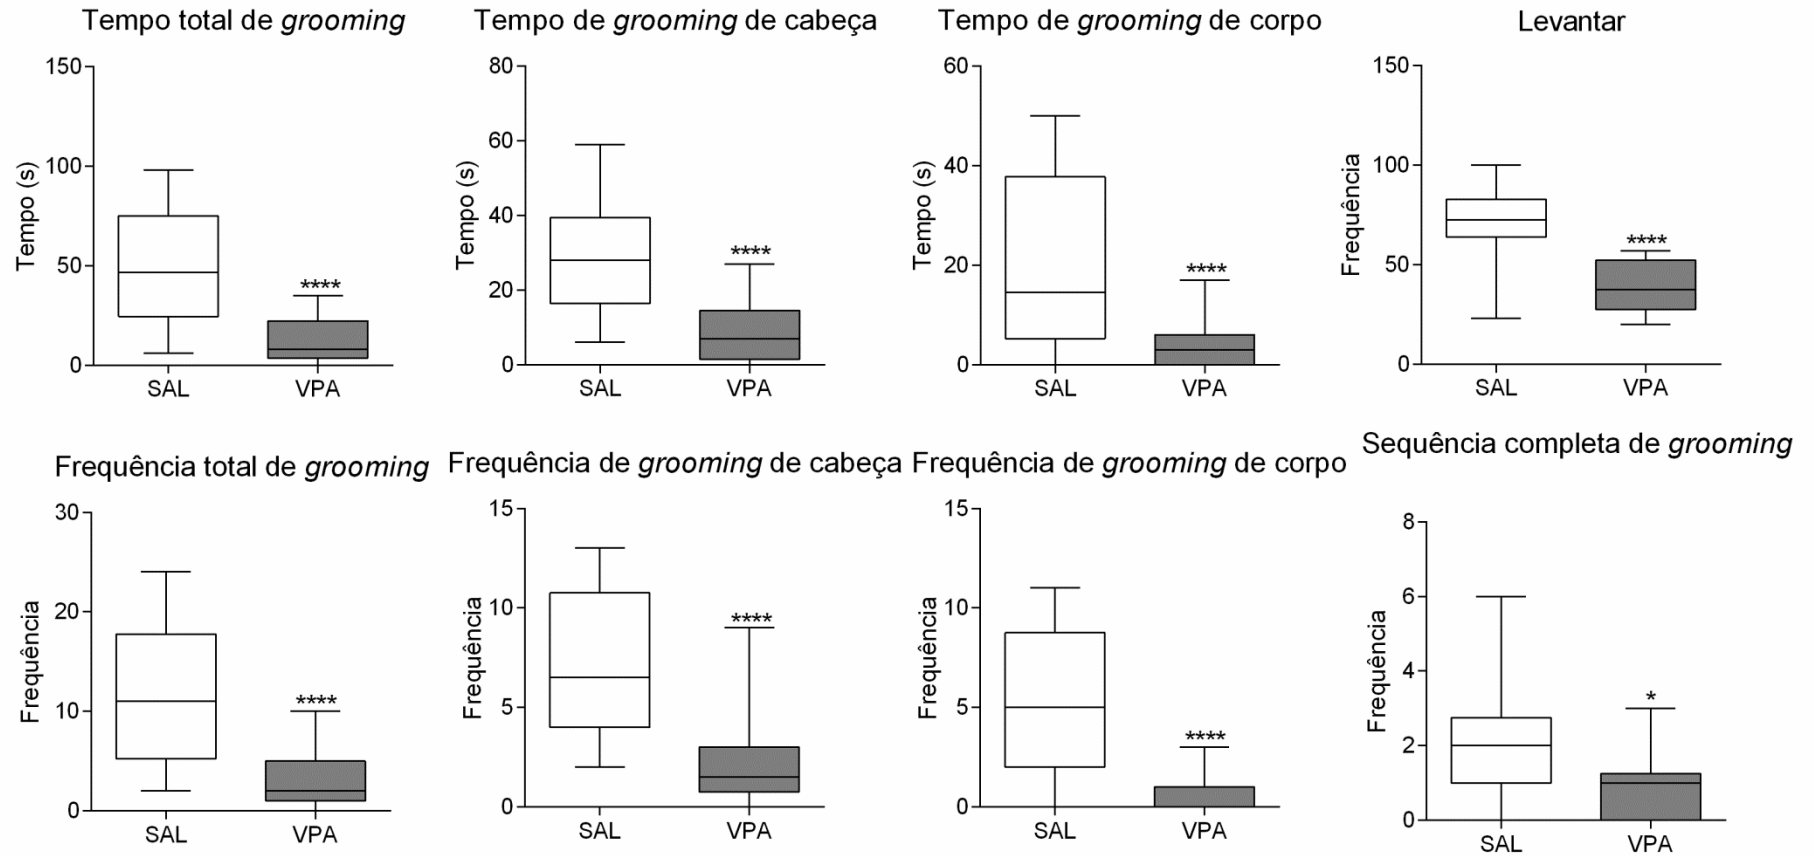 Tempo total de grooming
Tempo de grooming de cabeça
Tempo de grooming de corpo
Levantar
150
100
50
0
Tempo (s)
****
SAL
VPA
80
60
40
20
0
Tempo (s)
****
SAL
VPA
60
40
20
0
Tempo (s)
****
SAL
VPA
150
100
50
0
Frequência
****
SAL
VPA
Frequência total de grooming
Frequência de grooming de cabeça
Frequência de grooming de corpo
Sequência completa de grooming
30
20
10
0
Frequência
****
SAL
VPA
15
10
5
0
Frequência
****
SAL
VPA
15
10
5
0
Frequência
****
SAL
VPA
8
6
4
2
0
Frequência
*
SAL
VPA